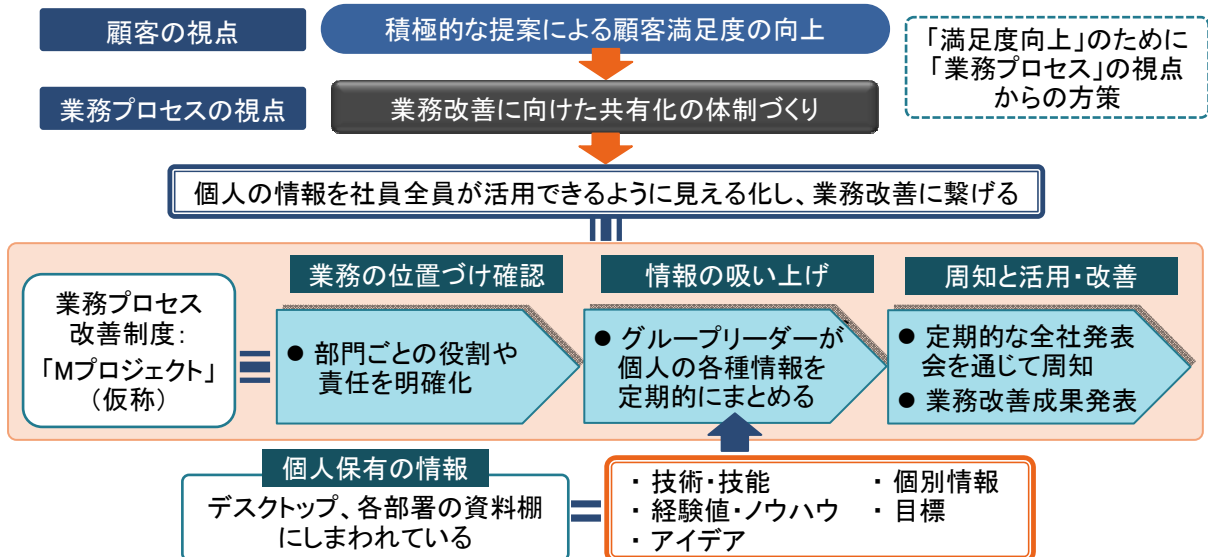 顧客の視点
積極的な提案による顧客満足度の向上
「満足度向上」のために
「業務プロセス」の視点
からの方策
業務プロセスの視点
業務改善に向けた共有化の体制づくり
個人の情報を社員全員が活用できるように見える化し、業務改善に繋げる
業務プロセス
改善制度:
「Mプロジェクト」
(仮称)
業務の位置づけ確認
● 部門ごとの役割や
責任を明確化
情報の吸い上げ
● グループリーダーが
個人の各種情報を
定期的にまとめる
周知と活用・改善
● 定期的な全社発表
会を通じて周知
● 業務改善成果発表
個人保有の情報
デスクトップ、各部署の資料棚
にしまわれている
・ 技術・技能
・ 経験値・ノウハウ
・ アイデア
・ 個別情報
・ 目標